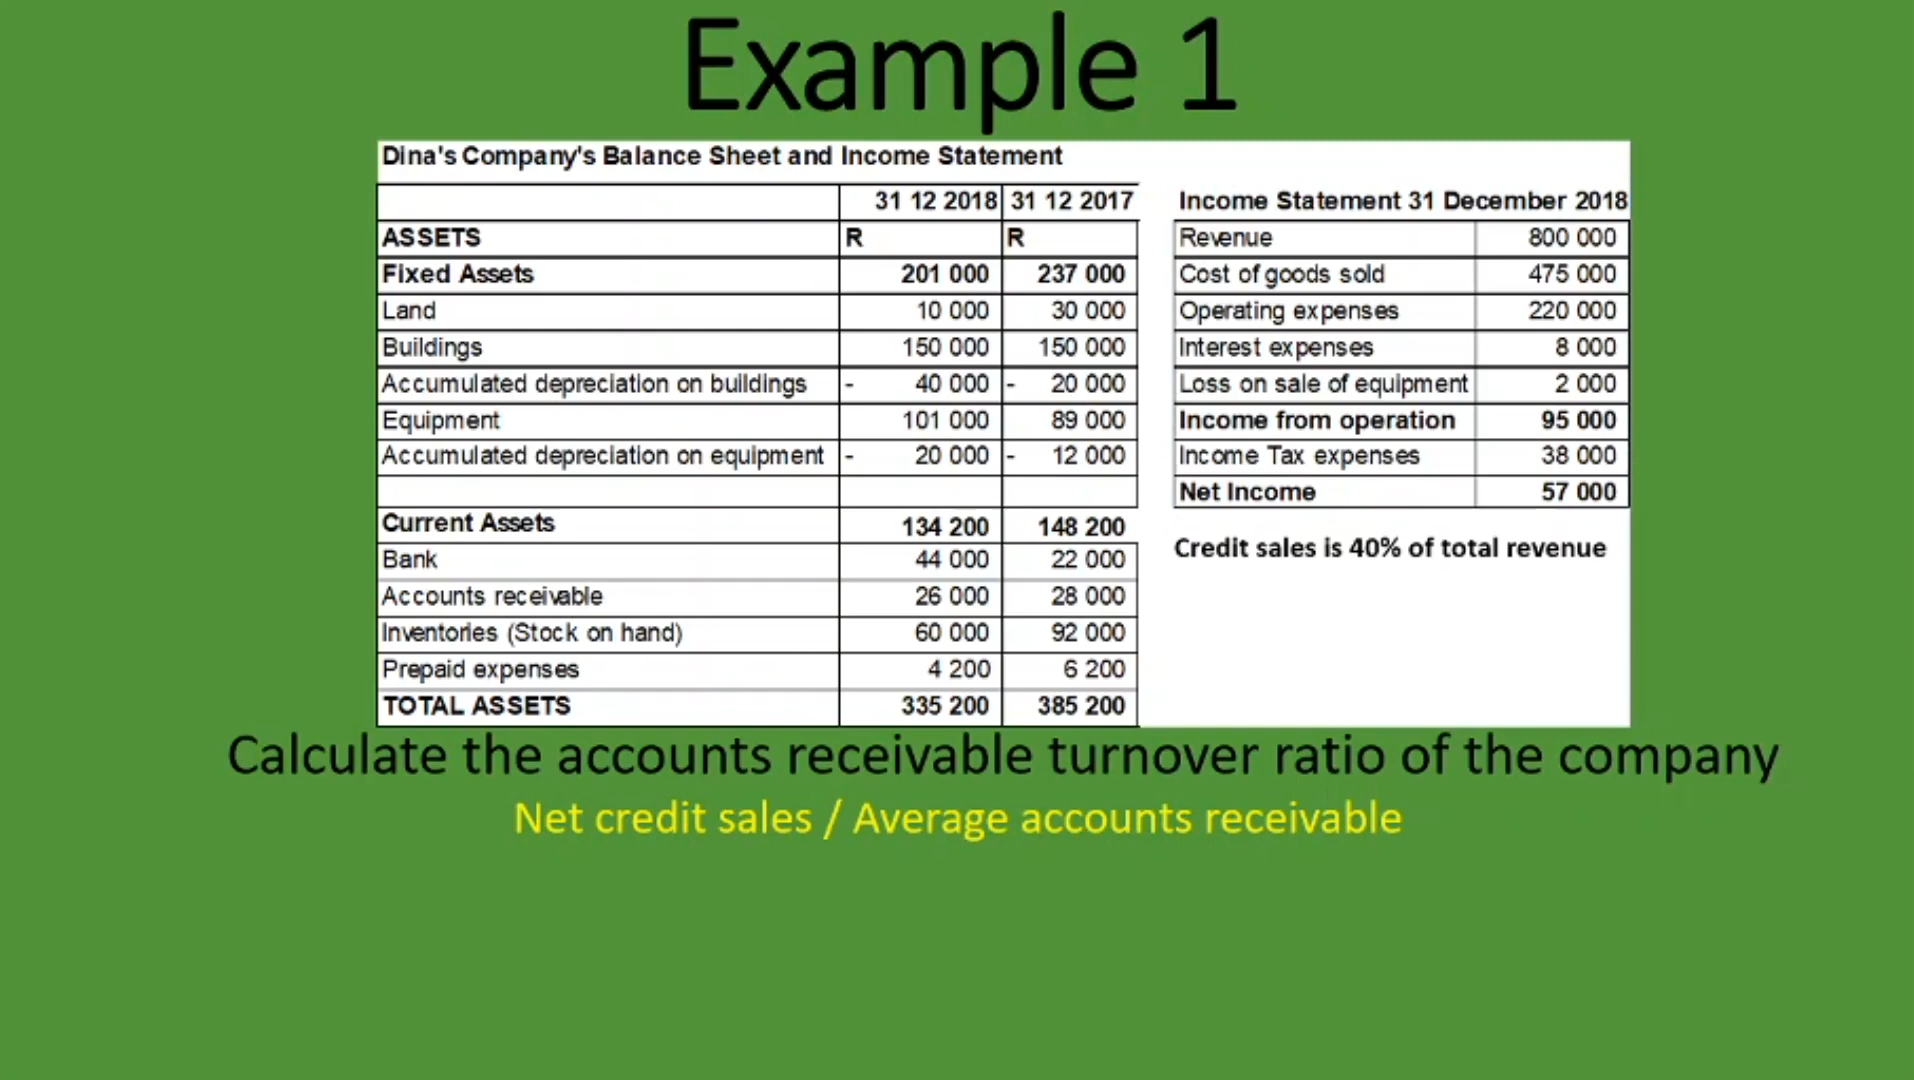 Example 1
Dina's Company's Balance Sheet and Income Statement
31 12 2018 31 12 2017
ASSETS R R
Fixed Assets 201 000 237 000
Land 10 000 30 000
Buildings 150 000 150 000
Accumulated depreciation on buildings - 40 000 - 20 000
Equipment 101 000 89 000
Accumulated depreciation on equipment - 20 000 - 12 000
Current Assets 134 200 148 200
Bank 44 000 22 000
Accounts receivable 26 000 28 000
Inventories (Stock on hand) 60 000 92 000
Prepaid expenses 4 200 6 200
TOTAL ASSETS 335 200 385 200
Income Statement 31 December 2018
Revenue 800 000
Cost of goods sold 475 000
Operating expenses 220 000
Interest expenses 8 000
Loss on sale of equipment 2 000
Income from operation 95 000
Income Tax expenses 38 000
Net Income 57 000
Credit sales is 40% of total revenue
Calculate the accounts receivable turnover ratio of the company
Net credit sales / Average accounts receivable